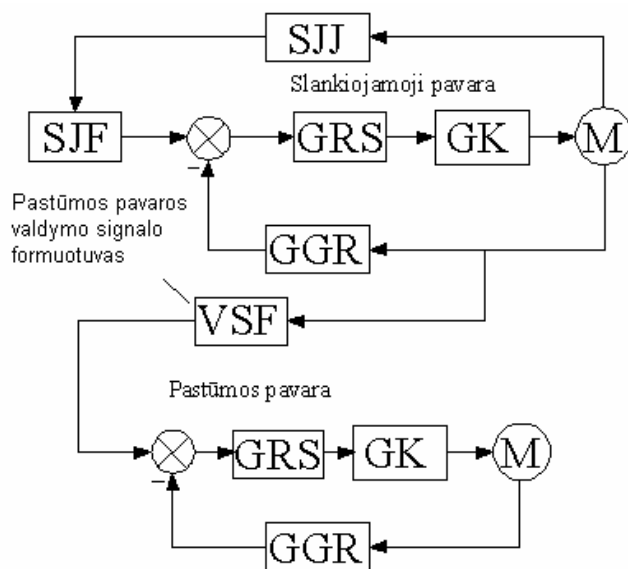 SJJ
Slankiojamoji pavara
SJF
GRS
GK
M
-
Pastūmos pavaros
valdymo signalo
formuotuvas
GGR
VSF
Pastūmos pavara
GRS
GK
M
-
GGR